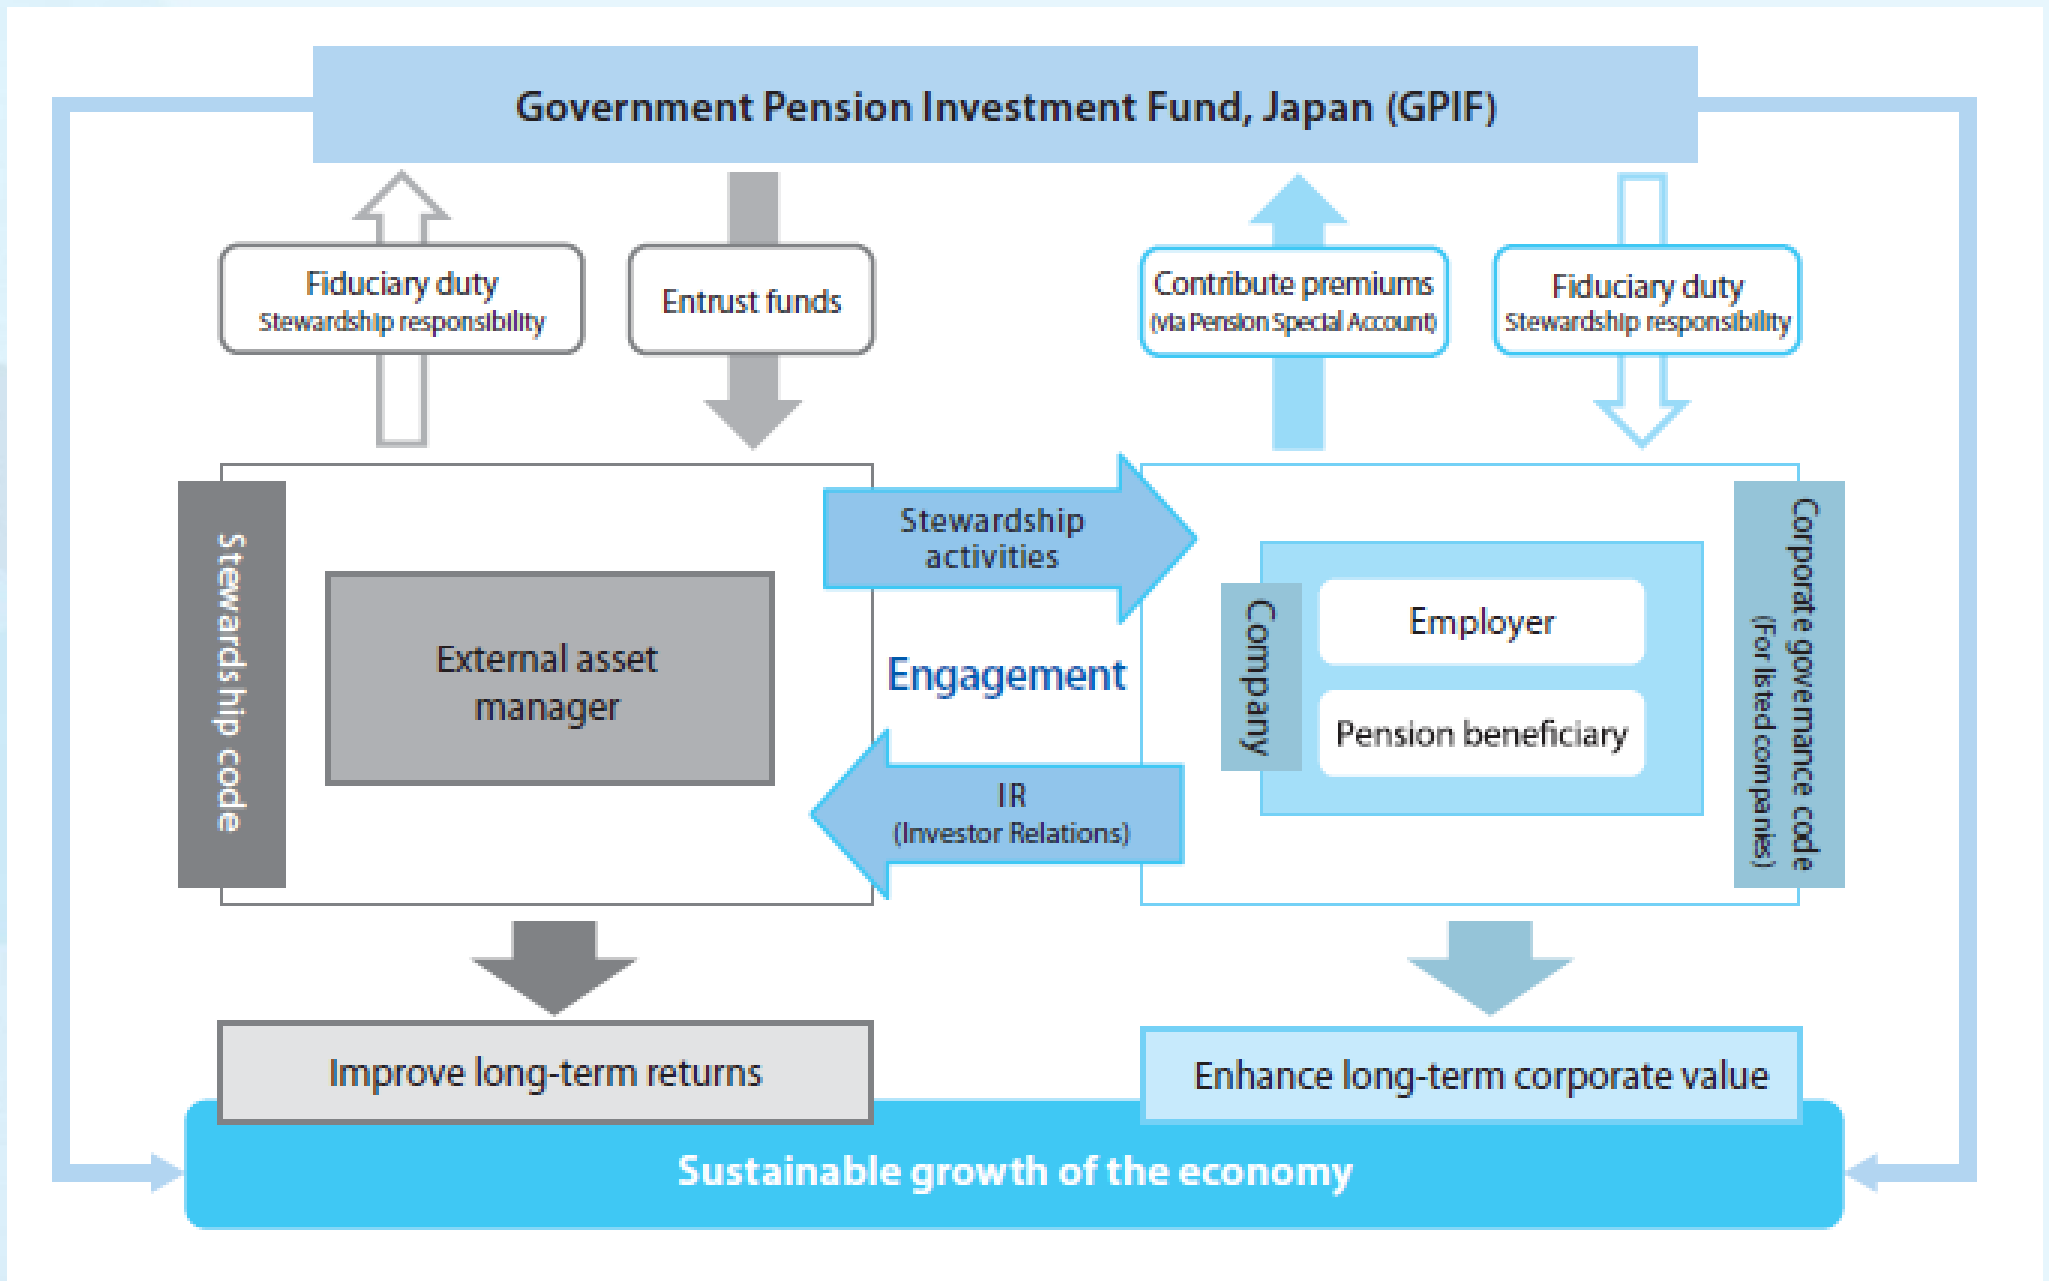 Government Pension Investment Fund, Japan (GPIF)
Fiduciary duty
Stewardship responsibility
Entrust funds
Contribute premiums
(via Pension Special Account)
Fiduciary duty
Stewardship responsibility
Stewardship code
External asset
manager
Stewardship
activities
Engagement
IR
(Investor Relations)
Company
Employer
Pension beneficiary
Corporate governance code
(For listed companies)
Improve long-term returns
Enhance long-term corporate value
Sustainable growth of the economy